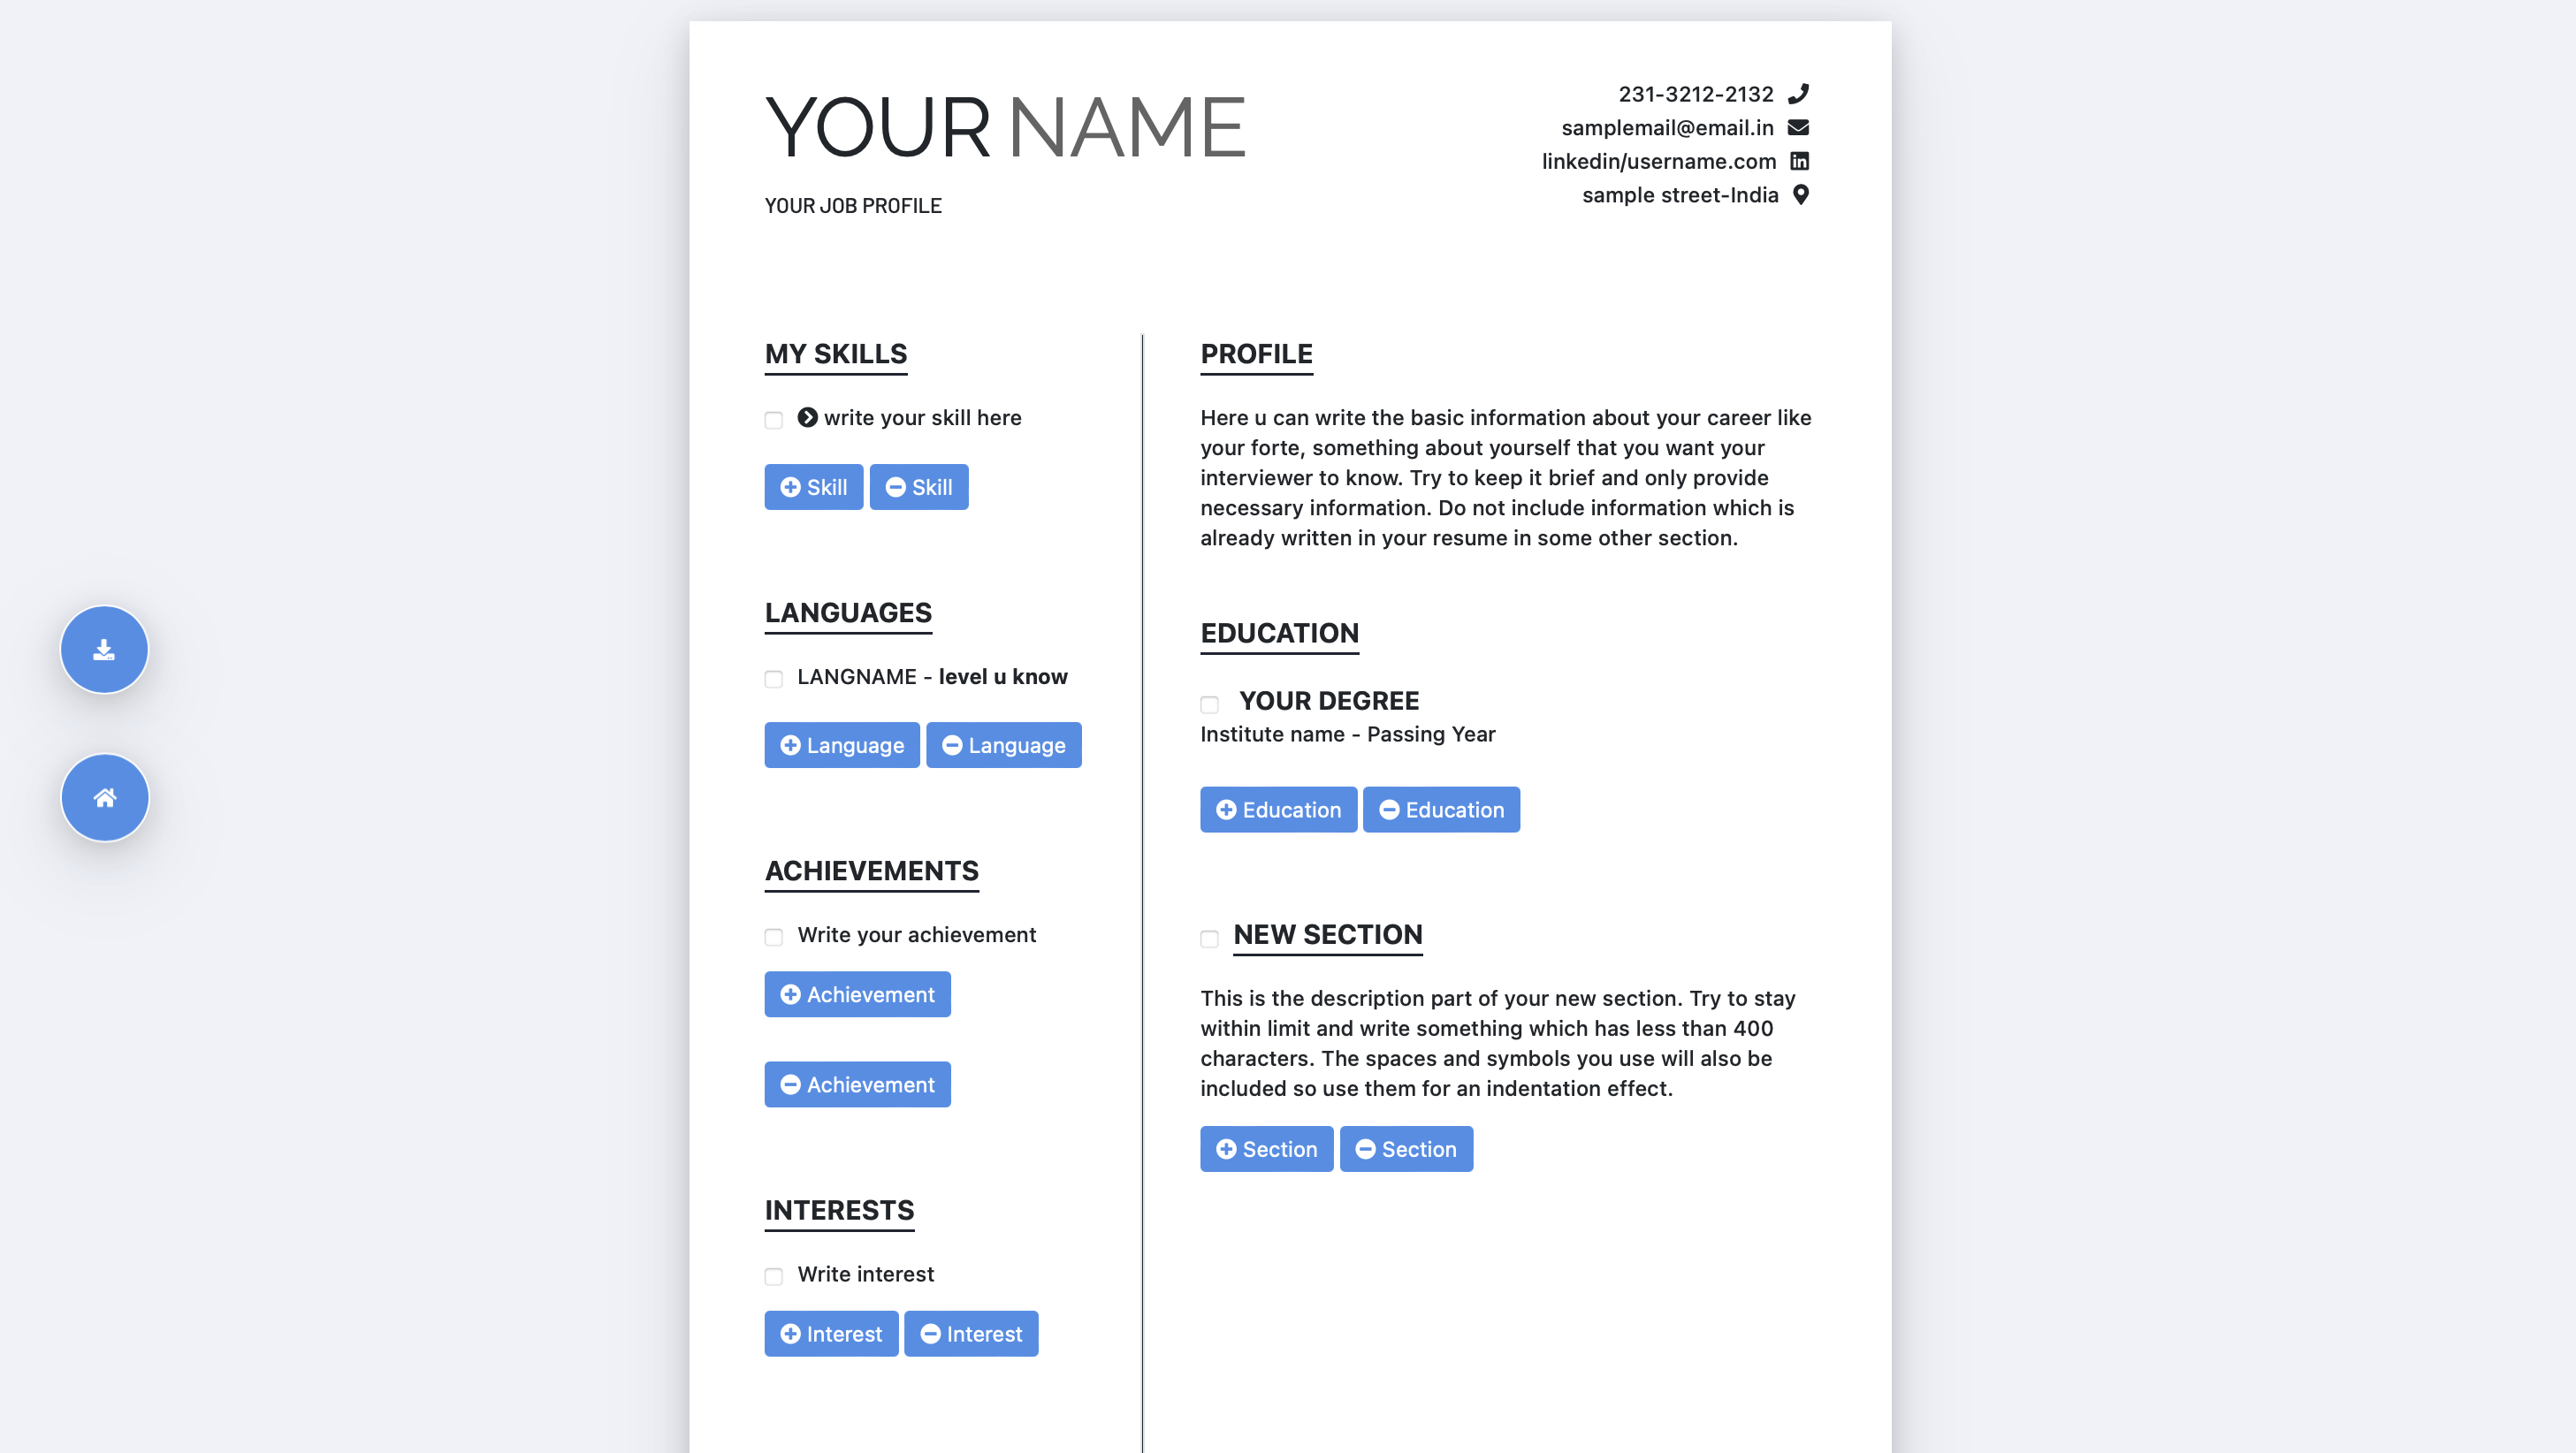 YOUR NAME
YOUR JOB PROFILE
231-3212-2132
samplemail@email.in
linkedin/username.com
sample street-India
MY SKILLS
write your skill here
Skill Skill
LANGUAGES
LANGNAME - level u know
Language Language
ACHIEVEMENTS
Write your achievement
Achievement
Achievement
INTERESTS
Write interest
Interest Interest
PROFILE
Here u can write the basic information about your career like
your forte, something about yourself that you want your
interviewer to know. Try to keep it brief and only provide
necessary information. Do not include information which is
already written in your resume in some other section.
EDUCATION
YOUR DEGREE
Institute name - Passing Year
Education Education
NEW SECTION
This is the description part of your new section. Try to stay
within limit and write something which has less than 400
characters. The spaces and symbols you use will also be
included so use them for an indentation effect.
Section Section